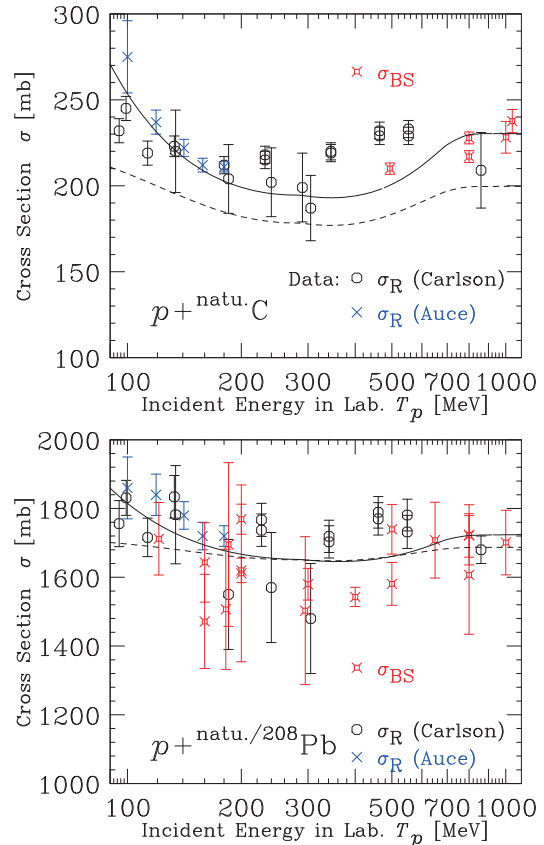 300
250
200
150
100
Cross Section σ [mb]
σBS
Data: σR (Carlson)
σR (Auce)
p+natu.C
100 200 300 500 700 1000
Incident Energy in Lab. Tp [MeV]
2000
1800
1600
1400
1200
1000
Cross Section σ [mb]
σBS
σR (Carlson)
σR (Auce)
p+natu./208Pb
100 200 300 500 700 1000
Incident Energy in Lab. Tp [MeV]